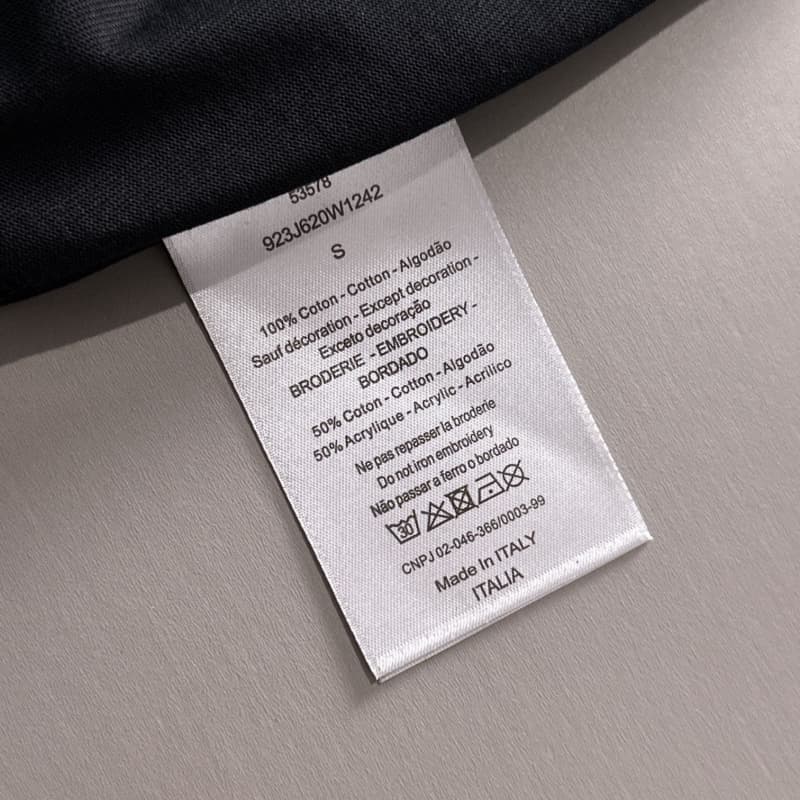 53578
923J620W1242
S
100% Coton - Cotton - Algodão
Sauf décoration - Except decoration -
Exceto decoração
BRODERIE - EMBROIDERY -
BORDADO
50% Coton - Cotton - Algodão
50% Acrylique - Acrylic - Acrilico
Ne pas repasser la broderie
Do not iron embroidery
Não passar a ferro o bordado
30
CNPJ 02-046-366/0003-99
Made In ITALY
ITALIA